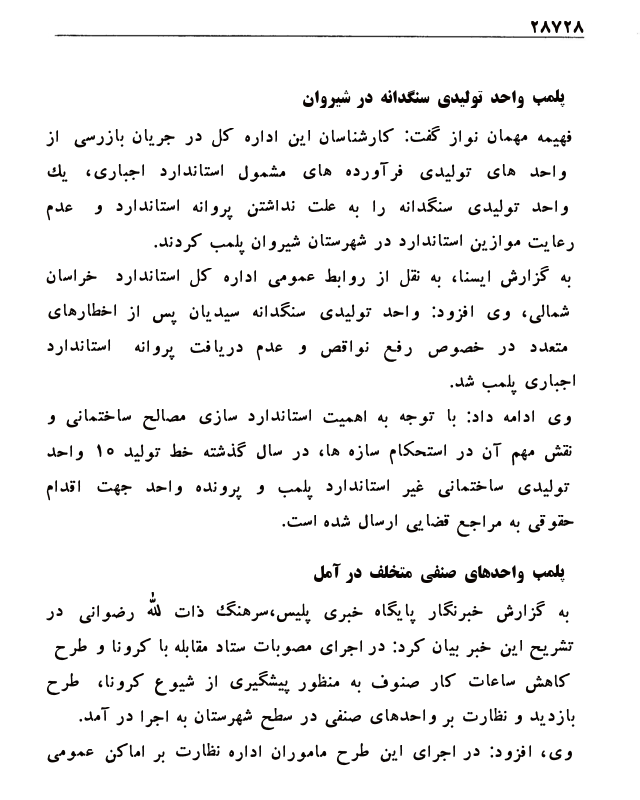 ۲۸۷۲۸
پلمب واحد تولیدی سنگدانه در شیروان
فهیمه مهمان نواز گفت: کارشناسان این اداره کل در جریان بازرسی از
واحد های تولیدی فرآورده های مشمول استاندارد اجباری، یك
واحد تولیدی سنگدانه را به علت نداشتن پروانه استاندارد و عدم
رعایت موازین استاندارد در شهرستان شیروان پلمب کردند.
به گزارش ایسنا، به نقل از روابط عمومی اداره کل استاندارد خراسان
شمالی، وی افزود: واحد تولیدی سنگدانه سیدیان پس از اخطارهای
متعدد در خصوص رفع نواقص و عدم دریافت پروانه استاندارد
اجباری پلمب شد.
وی ادامه داد: با توجه به اهمیت استاندارد سازی مصالح ساختمانی و
نقش مهم آن در استحکام سازه ها، در سال گذشته خط تولید ۱۵ واحد
تولیدی ساختمانی غیر استاندارد پلمب و پرونده واحد جهت اقدام
حقوقی به مراجع قضایی ارسال شده است.
پلمب واحدهای صنفی متخلف در آمل
به گزارش خبرنگار پایگاه خبری پلیس،سرهنگ ذات لله رضوانی در
تشریح این خبر بیان کرد: در اجرای مصوبات ستاد مقابله با کرونا و طرح
کاهش ساعات کار صنوف به منظور پیشگیری از شیوع کرونا، طرح
بازدید و نظارت بر واحدهای صنفی در سطح شهرستان به اجرا در آمد.
وی، افزود: در اجرای این طرح ماموران اداره نظارت بر اماکن عمومی